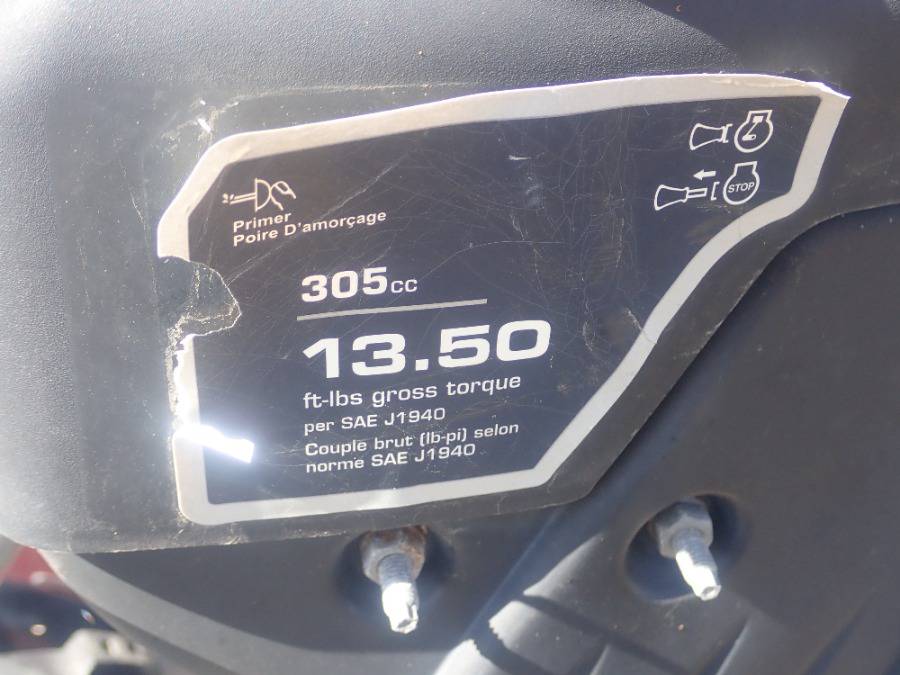 STOP
Primer
Poire D'amorçage
305cc
13.50
ft-lbs gross torque
per SAE J1940
Couple brut (lb-pi) selon
norme SAE J1940